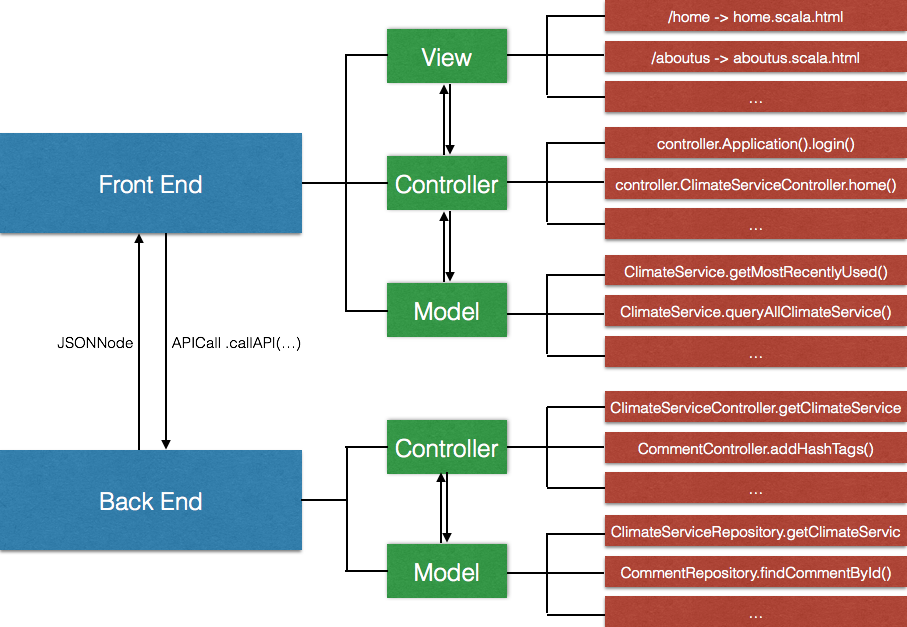 /home -> home.scala.html
View
/aboutus -> aboutus.scala.html
...
controller.Application().login()
Front End
Controller
controller.ClimateServiceController.home()
...
ClimateService.getMostRecentlyUsed()
Model
ClimateService.queryAllClimateService()
JSONNode
APICall .callAPI(...)
...
ClimateServiceController.getClimateService
Controller
CommentController.addHashTags()
...
Back End
ClimateServiceRepository.getClimateServic
Model
CommentRepository.findCommentById()
...